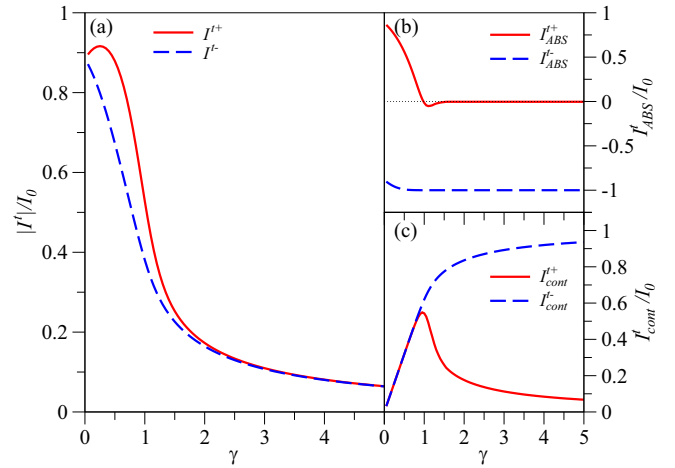 (a)
I^{t+}
I^{t-}
|I^t|/I_0
1
0.8
0.6
0.4
0.2
0
0 1 2 3 4
γ
(b)
I^{t+}_{ABS}
I^{t-}_{ABS}
1
0.5
0
-0.5
-1
I^t_{ABS}/I_0
(c)
I^{t+}_{cont}
I^{t-}_{cont}
1
0.8
0.6
0.4
0.2
0
I^t_{cont}/I_0
0 1 2 3 4 5
γ